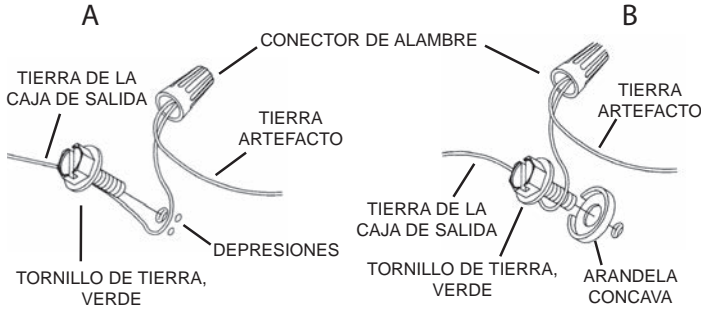 A
B
CONECTOR DE ALAMBRE
TIERRA DE LA
CAJA DE SALIDA
TIERRA
ARTEFACTO
DEPRESIONES
TORNILLO DE TIERRA,
VERDE
TIERRA
ARTEFACTO
TIERRA DE LA
CAJA DE SALIDA
TORNILLO DE TIERRA,
VERDE
ARANDELA
CONCAVA